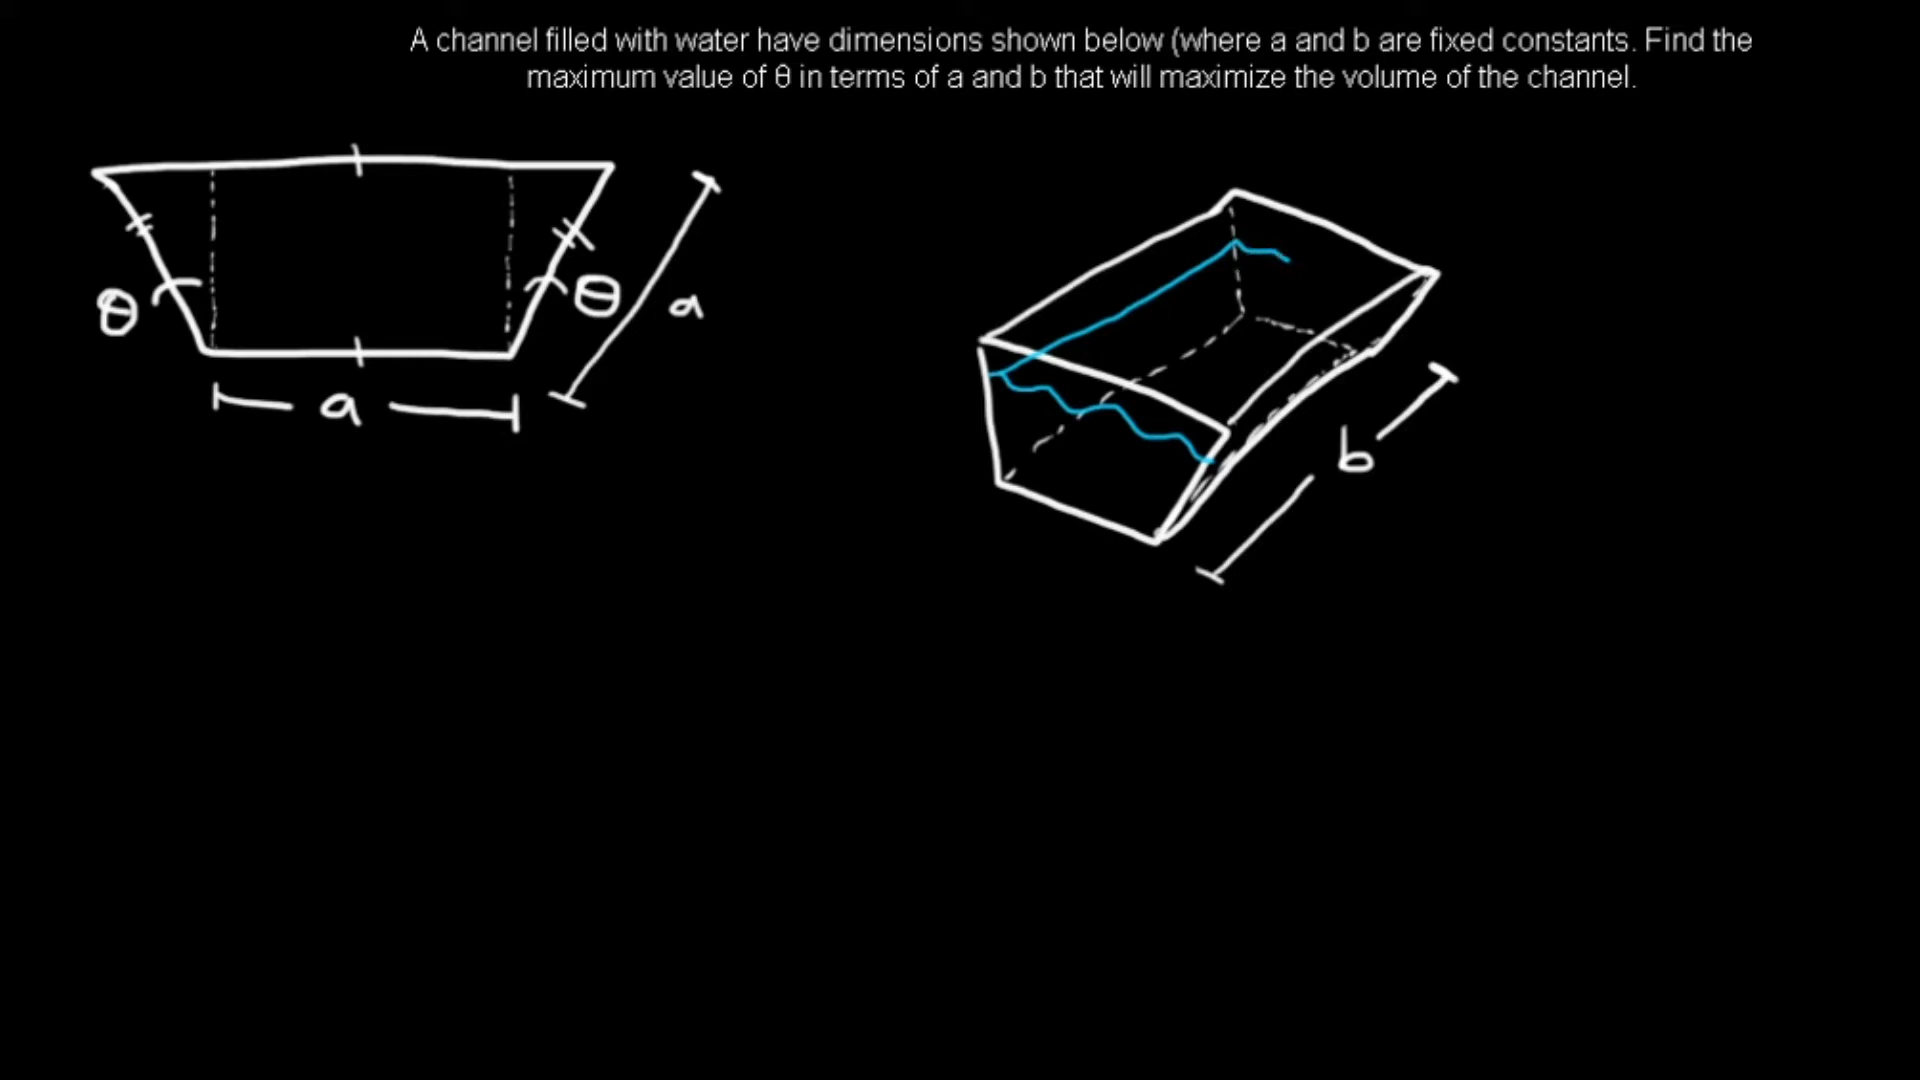 A channel filled with water have dimensions shown below (where a and b are fixed constants. Find the
maximum value of θ in terms of a and b that will maximize the volume of the channel.
θ
θ
a
a
b